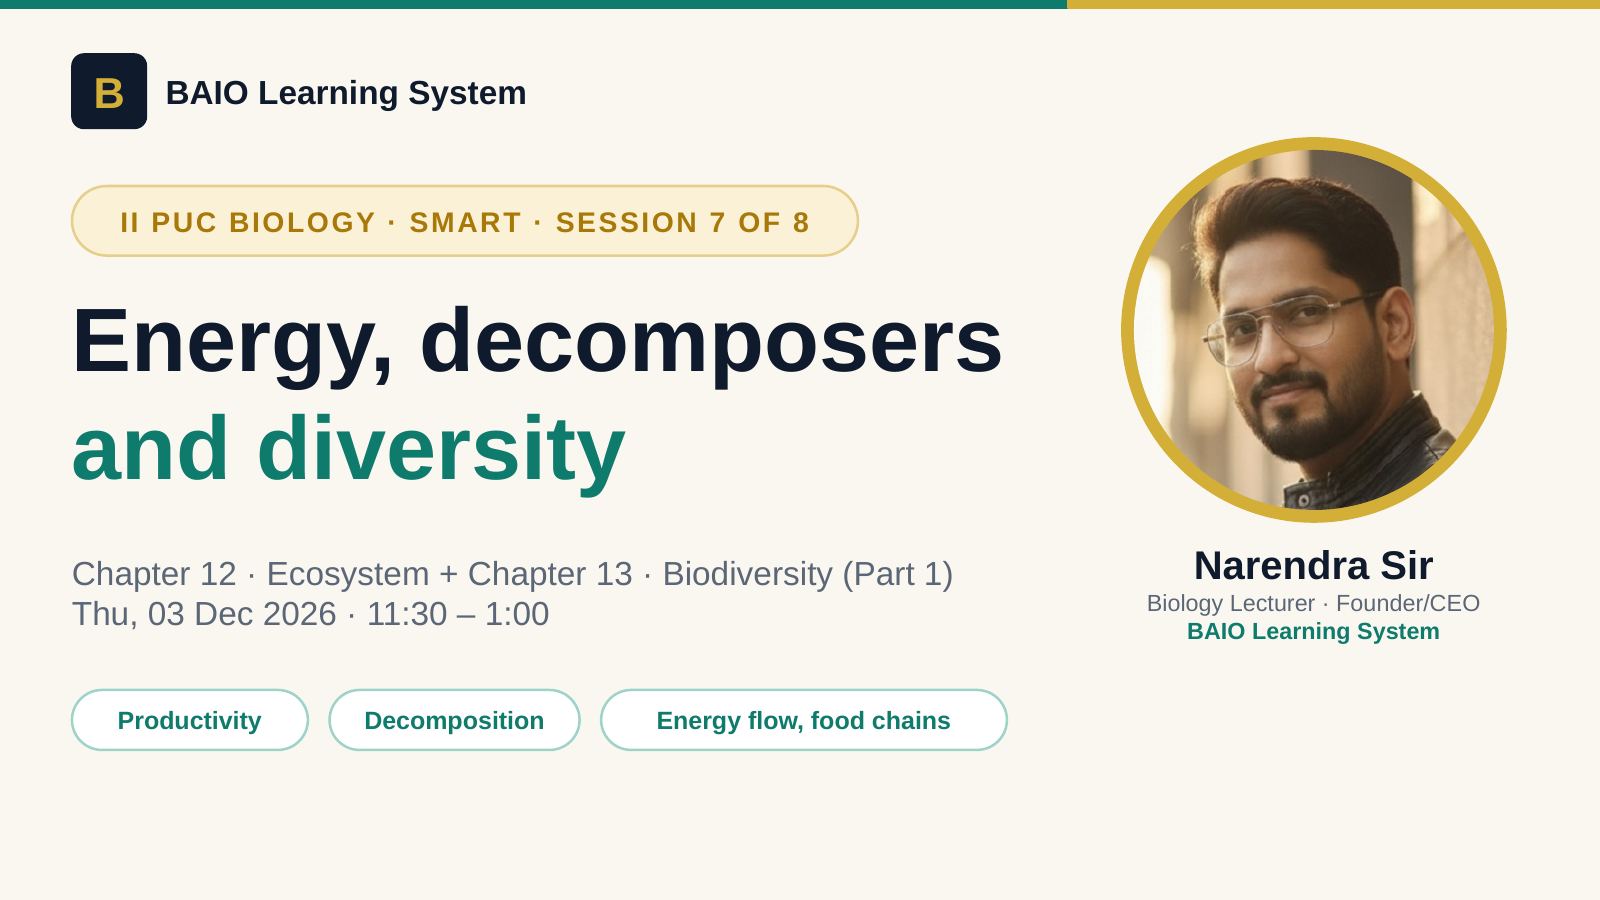 B
BAIO Learning System
II PUC BIOLOGY · SMART · SESSION 7 OF 8
Energy, decomposers
and diversity
Chapter 12 · Ecosystem + Chapter 13 · Biodiversity (Part 1)
Thu, 03 Dec 2026 · 11:30 – 1:00
Productivity
Decomposition
Energy flow, food chains
Narendra Sir
Biology Lecturer · Founder/CEO
BAIO Learning System